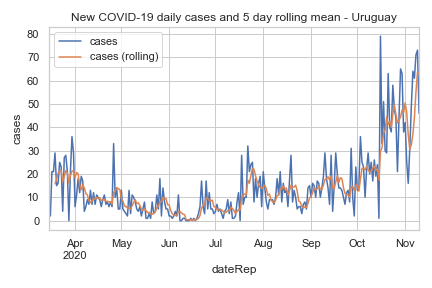 New COVID-19 daily cases and 5 day rolling mean - Uruguay
cases
cases (rolling)
80
70
60
50
40
30
20
10
0
cases
Apr May Jun Jul Aug Sep Oct Nov
2020
dateRep